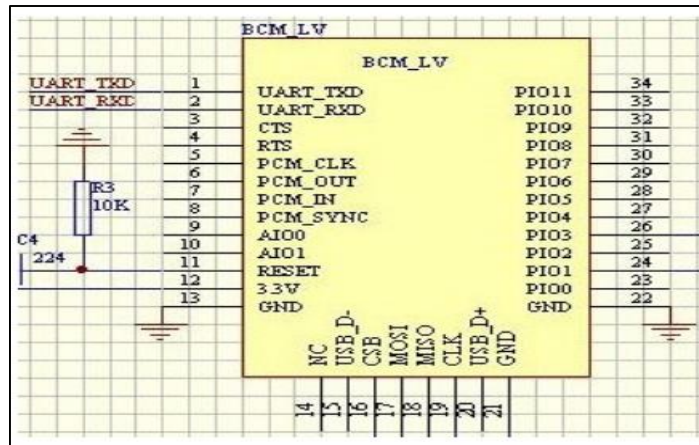 BCM_LV
BCM_LV
UART_TXD 1 UART_TXD PIO11 34
UART_RXD 2 UART_RXD PIO10 33
3 CTS PIO9 32
4 RTS PIO8 31
5 PCM_CLK PIO7 30
6 PCM_OUT PIO6 29
R3 7 PCM_IN PIO5 28
10K 8 PCM_SYNC PIO4 27
C4 9 AIO0 PIO3 26
224 10 AIO1 PIO2 25
11 RESET PIO1 24
12 3.3V PIO0 23
13 GND GND 22
NC USB_D- CSB MOSI MISO CLK USB_D+ GND
14 15 16 17 18 19 20 21